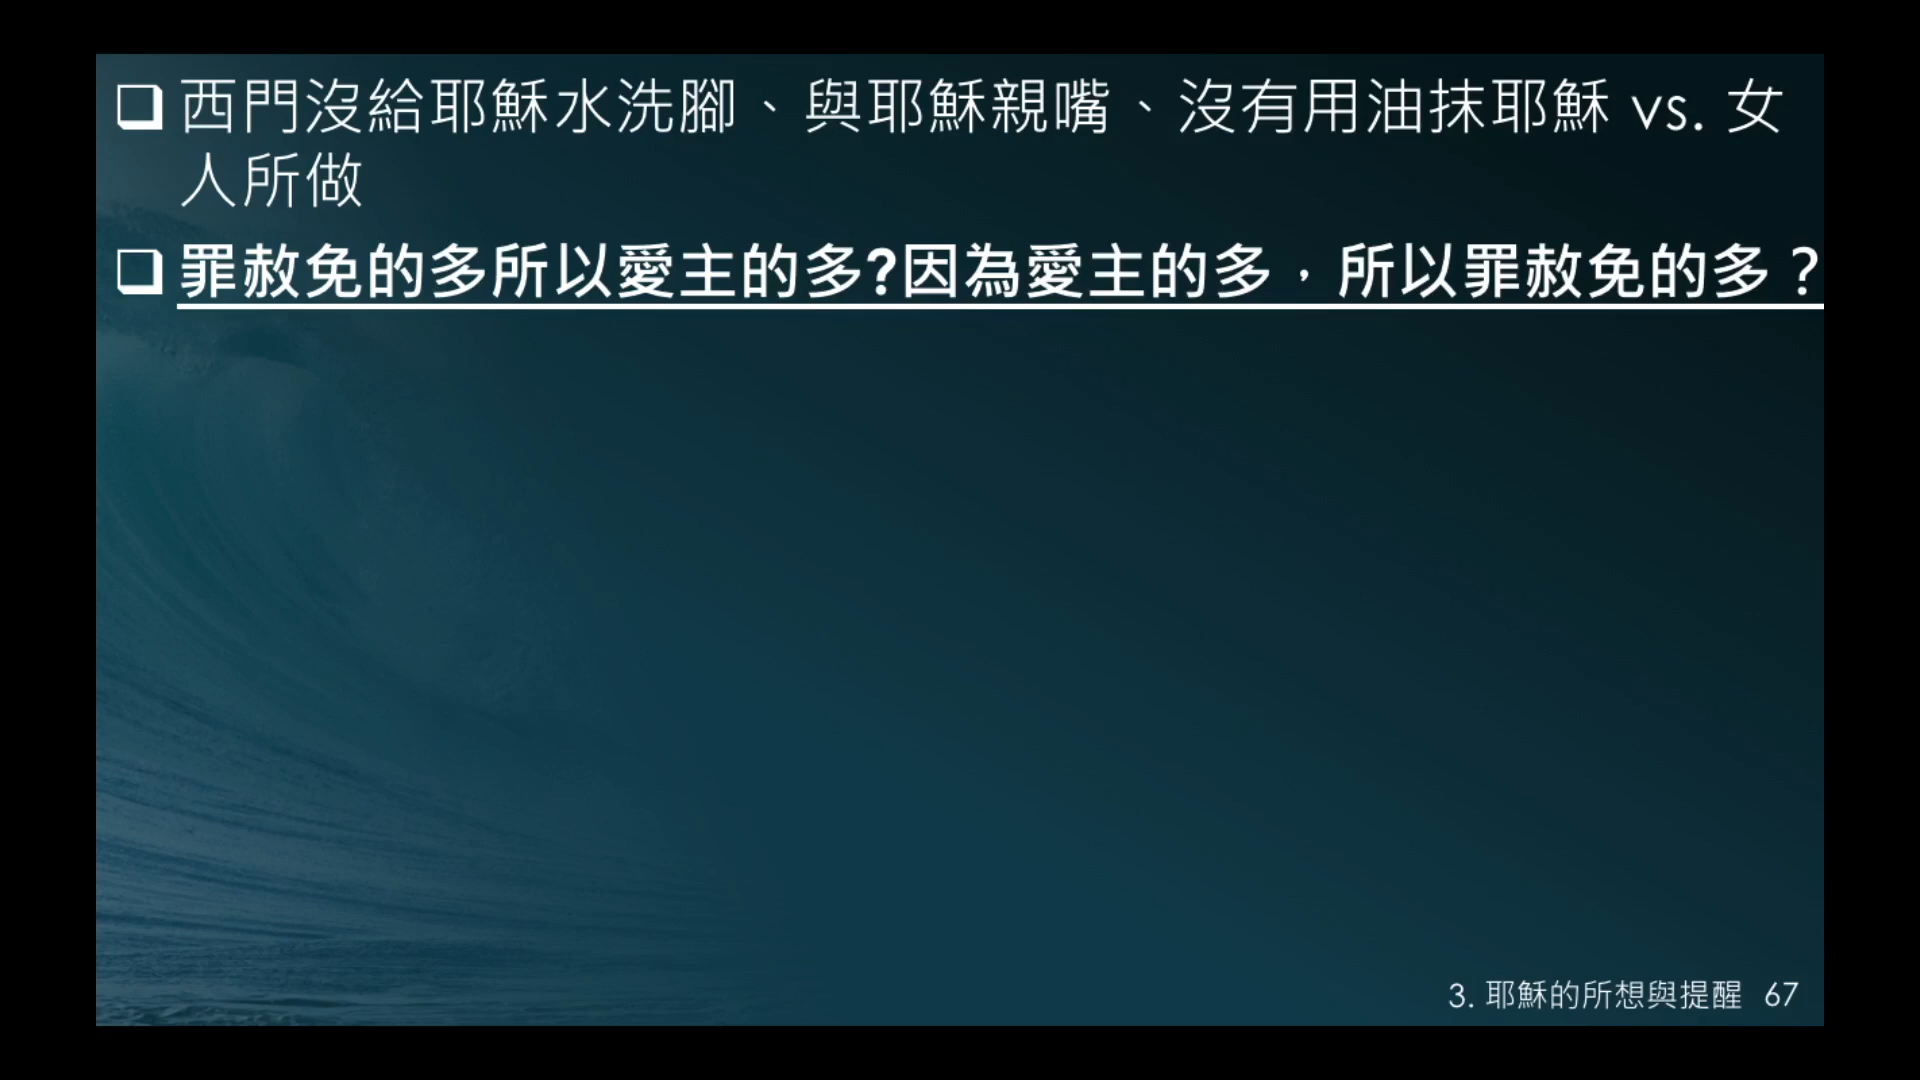 ❑ 西門沒給耶穌水洗腳、與耶穌親嘴、沒有用油抹耶穌 vs. 女
人所做
❑ 罪赦免的多所以愛主的多?因為愛主的多，所以罪赦免的多？
3. 耶穌的所想與提醒 67